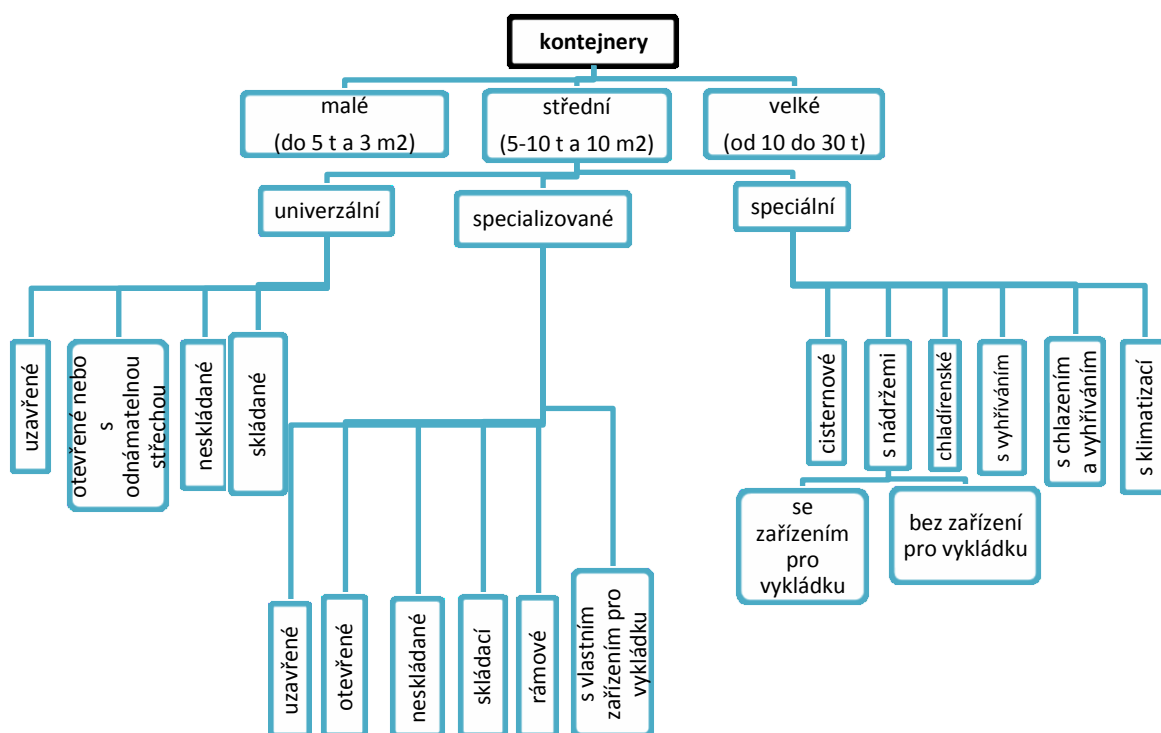 kontejnery
malé
(do 5 t a 3 m2)
střední
(5-10 t a 10 m2)
velké
(od 10 do 30 t)
univerzální
specializované
speciální
uzavřené
otevřené nebo
s
odnámatelnou
střechou
neskládané
skládané
cisternové
s nádržemi
chladírenské
s vyhříváním
s chlazením
a vyhříváním
s klimatizací
se
zařízením
pro
vykládku
bez zařízení
pro vykládku
uzavřené
otevřené
neskládané
skládací
rámové
s vlastním
zařízením pro
vykládku